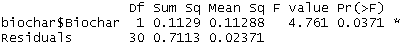 Df Sum Sq Mean Sq F value Pr(>F)
biochar$Biochar 1 0.1129 0.11288 4.761 0.0371 *
Residuals 30 0.7113 0.02371